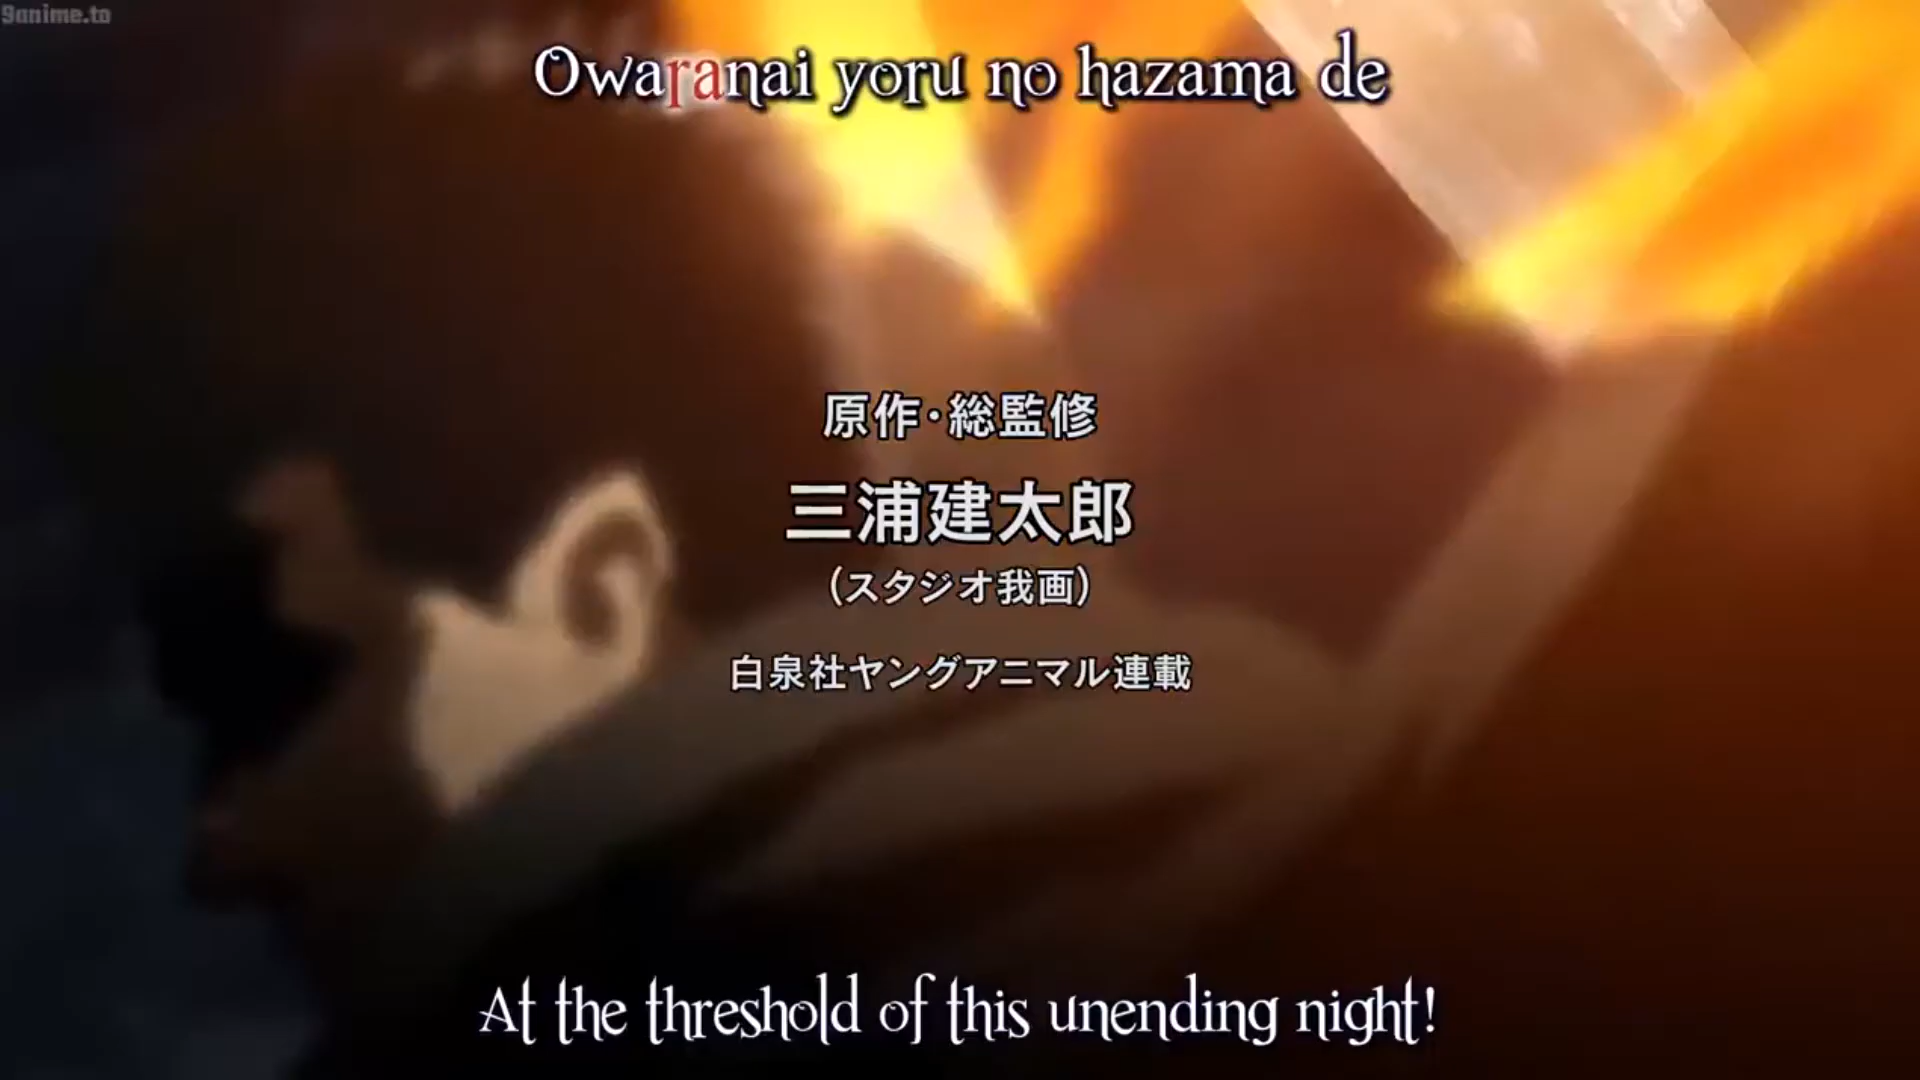 9anime.to
Owaranai yoru no hazama de
原作・総監修
三浦建太郎
(スタジオ我画)
白泉社ヤングアニマル連載
At the threshold of this unending night!